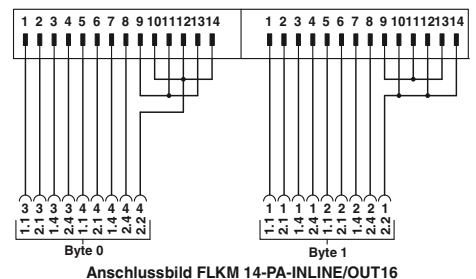 1 2 3 4 5 6 7 8 9 10 11 12 13 14 1 2 3 4 5 6 7 8 9 10 11 12 13 14
3 3 3 3 4 4 4 4 4 1 1 1 1 2 2 2 2 1
1.1 2.1 1.4 2.4 1.1 2.1 1.4 2.4 2.2 1.1 2.1 1.4 2.4 1.1 2.1 1.4 2.4 2.2
Byte 0 Byte 1
Anschlussbild FLKM 14-PA-INLINE/OUT16